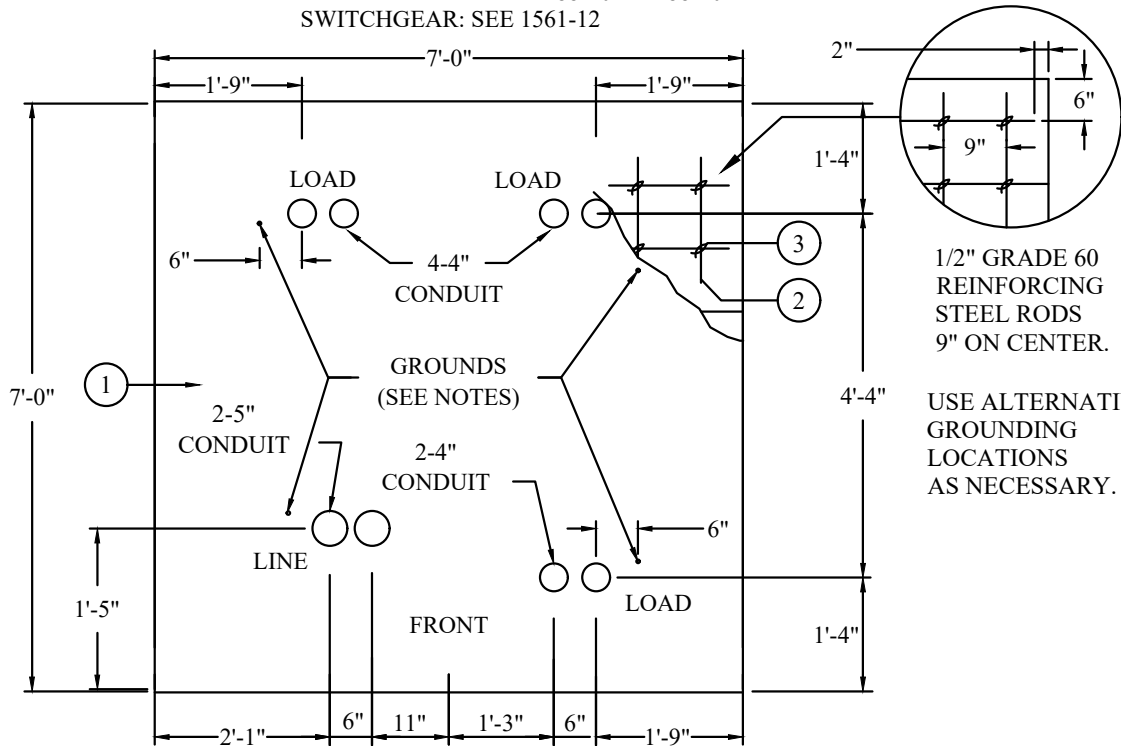 SWITCHGEAR: SEE 1561-12
7'-0"
2"
1'-9"
1'-9"
6"
9"
1'-4"
LOAD
LOAD
3
6"
4-4"
CONDUIT
2
1/2" GRADE 60
REINFORCING
STEEL RODS
9" ON CENTER.
GROUNDS
(SEE NOTES)
1
7'-0"
4'-4"
2-5"
CONDUIT
USE ALTERNATI
GROUNDING
LOCATIONS
AS NECESSARY.
2-4"
CONDUIT
6"
LINE
LOAD
1'-5"
FRONT
1'-4"
2'-1"
6"
11"
1'-3"
6"
1'-9"